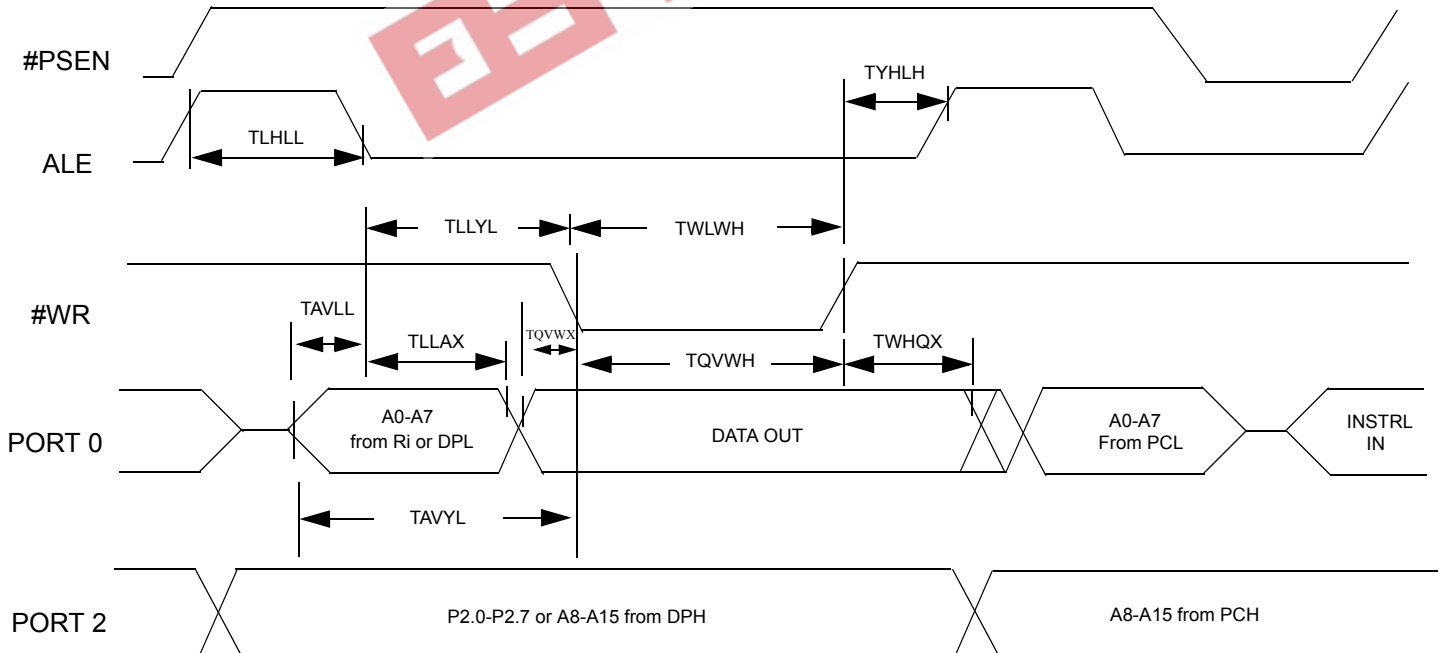 #PSEN
TYHLH
TLHLL
ALE
TLLYL
TWLWH
#WR
TAVLL
TQVWX
TLLAX
TQVWH
TWHQX
PORT 0
A0-A7
from Ri or DPL
DATA OUT
A0-A7
From PCL
INSTRL
IN
TAVYL
PORT 2
P2.0-P2.7 or A8-A15 from DPH
A8-A15 from PCH